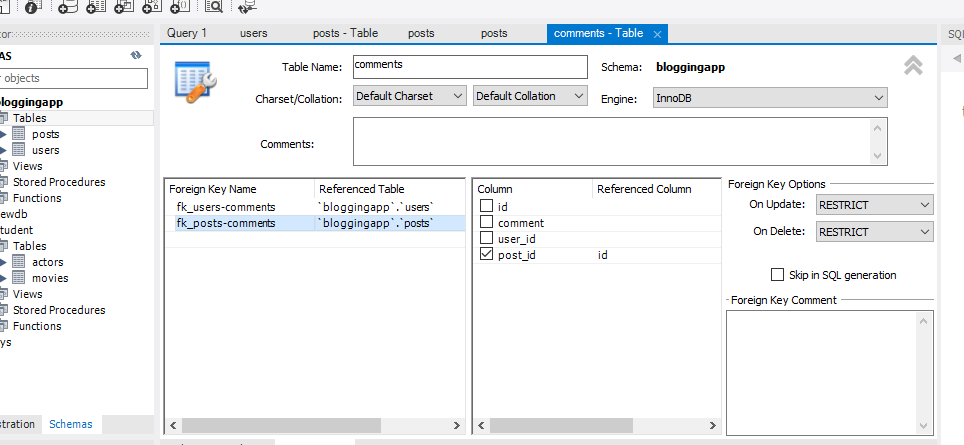 Query 1 users posts - Table posts posts comments - Table ×
SQL
tor:
AS
r objects
bloggingapp
Tables
posts
users
Views
Stored Procedures
Functions
ewdb
tudent
Tables
actors
movies
Views
Stored Procedures
Functions
ys
stration Schemas
Table Name: comments Schema: bloggingapp
Charset/Collation: Default Charset Default Collation Engine: InnoDB
Comments:
Foreign Key Name Referenced Table
fk_users-comments `bloggingapp`.`users`
fk_posts-comments `bloggingapp`.`posts`
Column Referenced Column
id
comment
user_id
post_id id
Foreign Key Options
On Update: RESTRICT
On Delete: RESTRICT
Skip in SQL generation
Foreign Key Comment